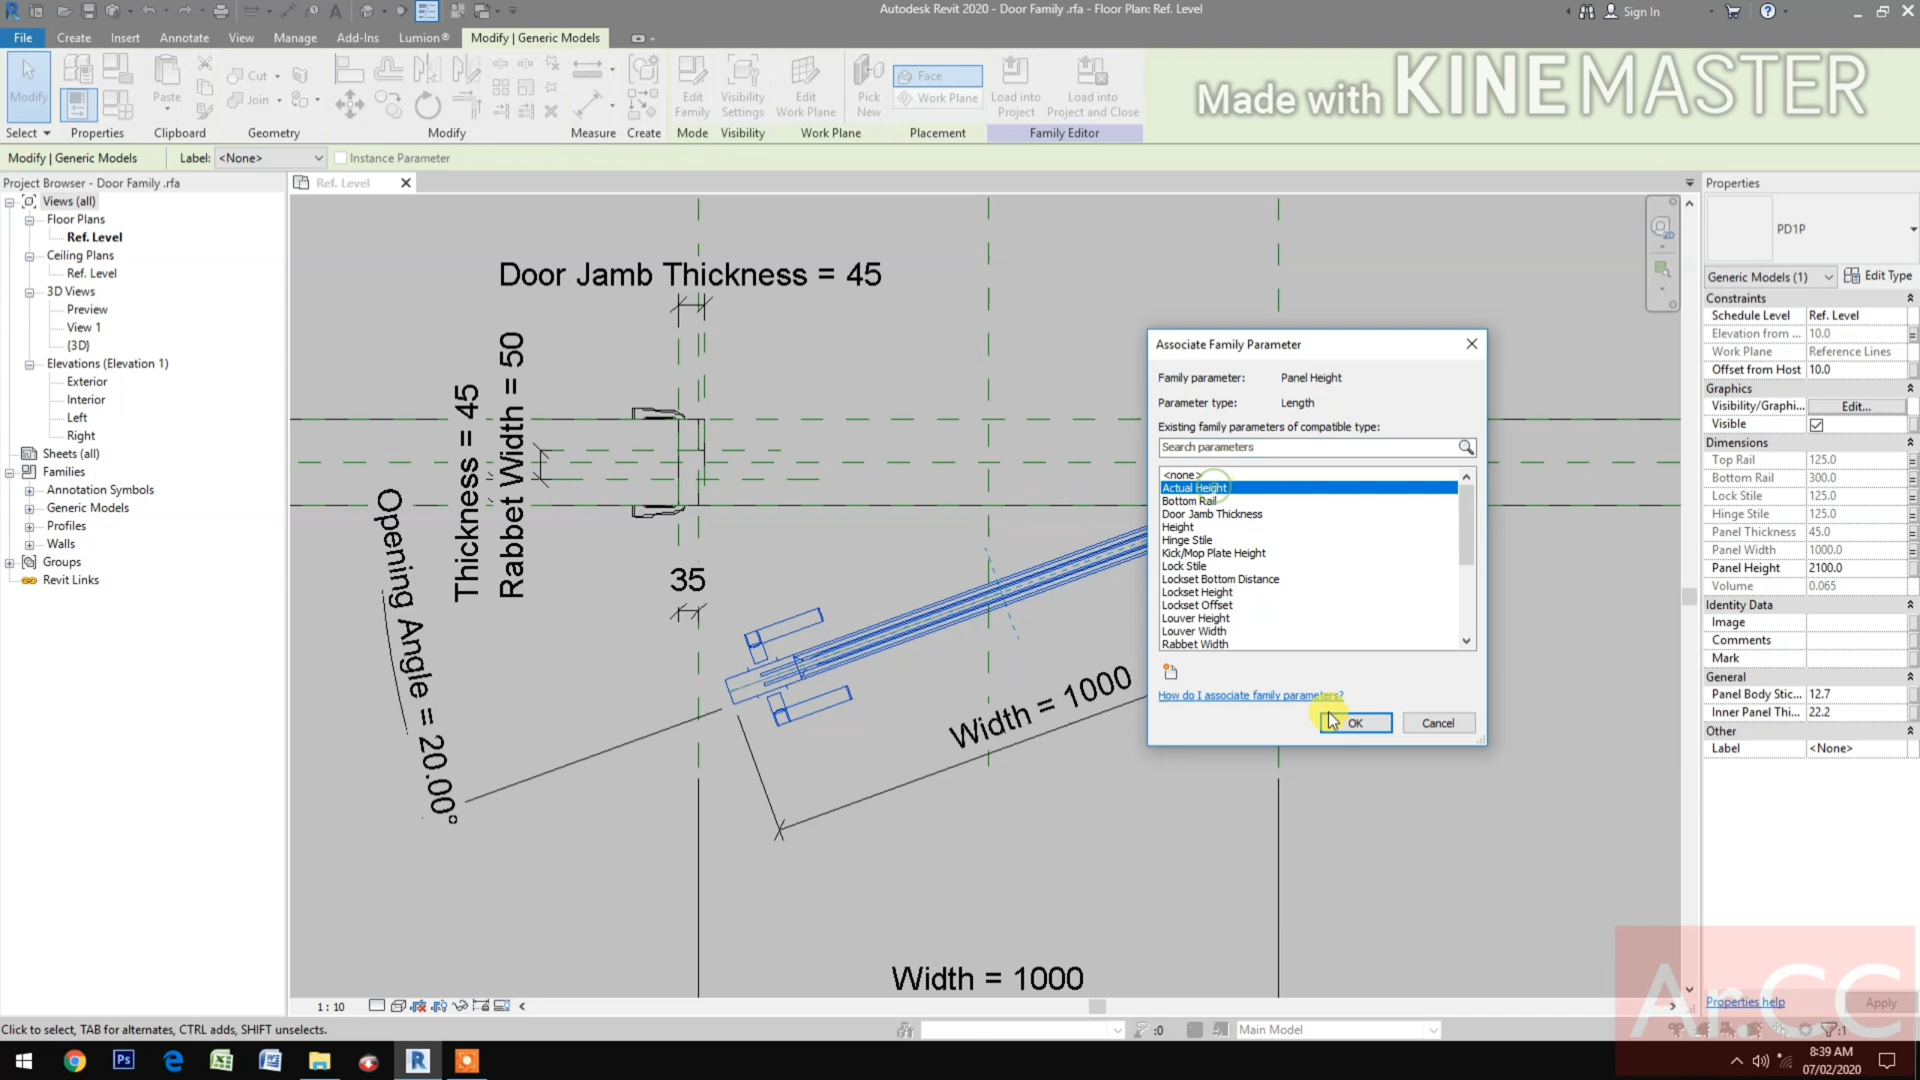 Autodesk Revit 2020 - Door Family .rfa - Floor Plan: Ref. Level
Sign In
File
Create
Insert
Annotate
View
Manage
Add-Ins
Lumion®
Modify | Generic Models
Modify
Paste
Cut
Join
Edit Family
Visibility Settings
Edit Work Plane
Pick New
Face
Work Plane
Load into Project
Load into Project and Close
Made with KINEMASTER
Select
Properties
Clipboard
Geometry
Modify
Measure
Create
Mode
Visibility
Work Plane
Placement
Family Editor
Modify | Generic Models
Label:
<None>
Instance Parameter
Project Browser - Door Family .rfa
Views (all)
Floor Plans
Ref. Level
Ceiling Plans
Ref. Level
3D Views
Preview
View 1
{3D}
Elevations (Elevation 1)
Exterior
Interior
Left
Right
Sheets (all)
Families
Annotation Symbols
Generic Models
Profiles
Walls
Groups
Revit Links
Ref. Level
Door Jamb Thickness = 45
Thickness = 45
Rabbet Width = 50
35
Opening Angle = 20.00°
Width = 1000
Width = 1000
2D
Associate Family Parameter
Family parameter: Panel Height
Parameter type: Length
Existing family parameters of compatible type:
Search parameters
<none>
Actual Height
Bottom Rail
Door Jamb Thickness
Height
Hinge Stile
Kick/Mop Plate Height
Lock Stile
Lockset Bottom Distance
Lockset Height
Lockset Offset
Louver Height
Louver Width
Rabbet Width
How do I associate family parameters?
OK
Cancel
Properties
PD1P
Generic Models (1)
Edit Type
Constraints
Schedule Level Ref. Level
Elevation from ... 10.0
Work Plane Reference Lines
Offset from Host 10.0
Graphics
Visibility/Graphi... Edit...
Visible
Dimensions
Top Rail 125.0
Bottom Rail 300.0
Lock Stile 125.0
Hinge Stile 125.0
Panel Thickness 45.0
Panel Width 1000.0
Panel Height 2100.0
Volume 0.065
Identity Data
Image
Comments
Mark
General
Panel Body Stic... 12.7
Inner Panel Thi... 22.2
Other
Label <None>
Properties help
Apply
ArCC
1 : 10
Click to select, TAB for alternates, CTRL adds, SHIFT unselects.
:0
Main Model
:1
8:39 AM
07/02/2020